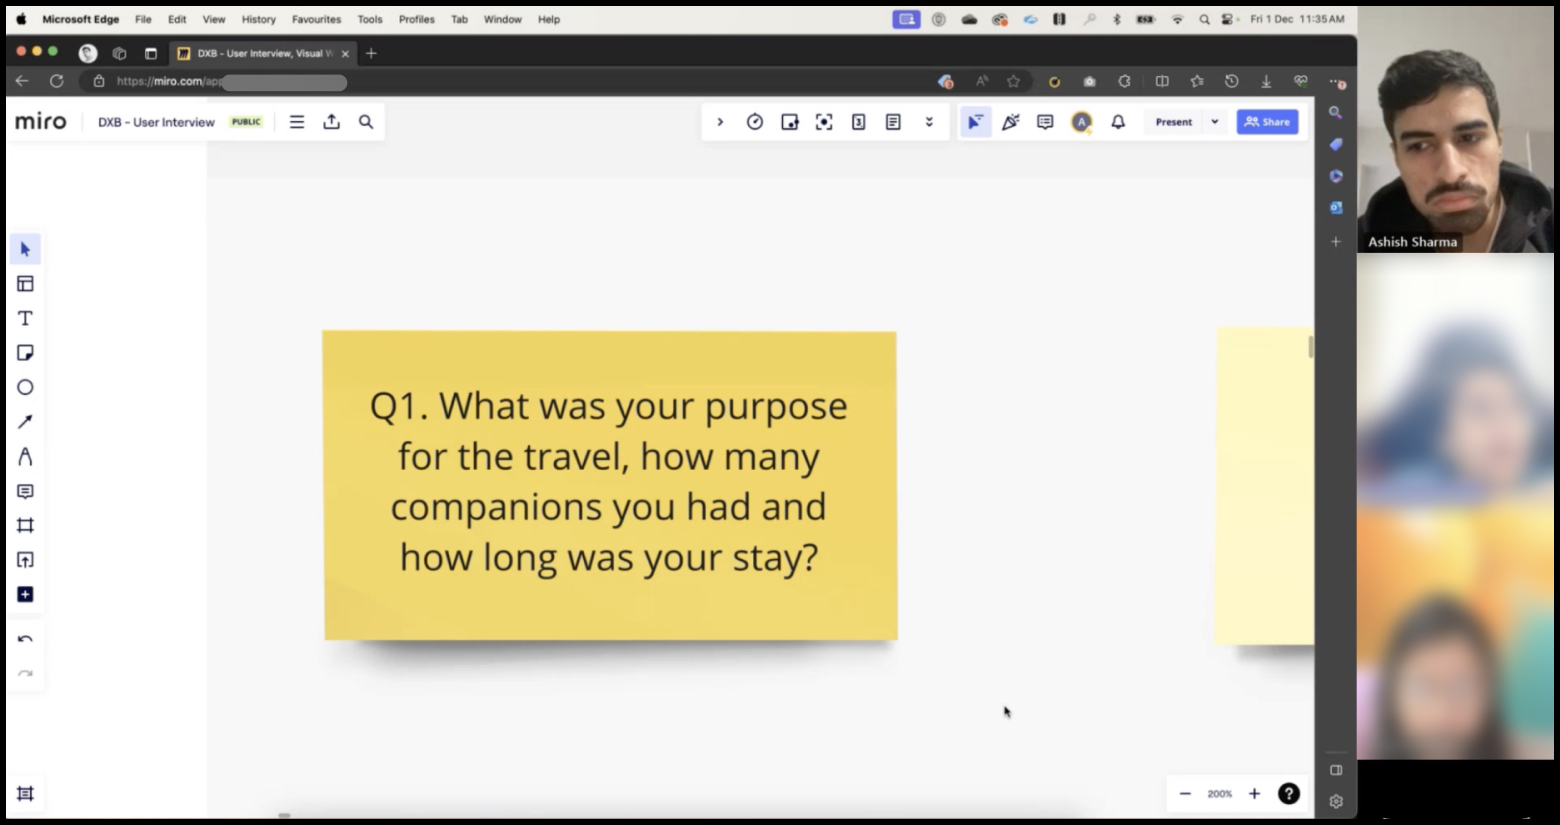 Microsoft Edge File Edit View History Favourites Tools Profiles Tab Window Help
Fri 1 Dec 11:35 AM
DXB - User Interview, Visual
https://miro.com/app
miro
DXB - User Interview
PUBLIC
3
A
Present
Share
Ashish Sharma
Q1. What was your purpose
for the travel, how many
companions you had and
how long was your stay?
200%
?